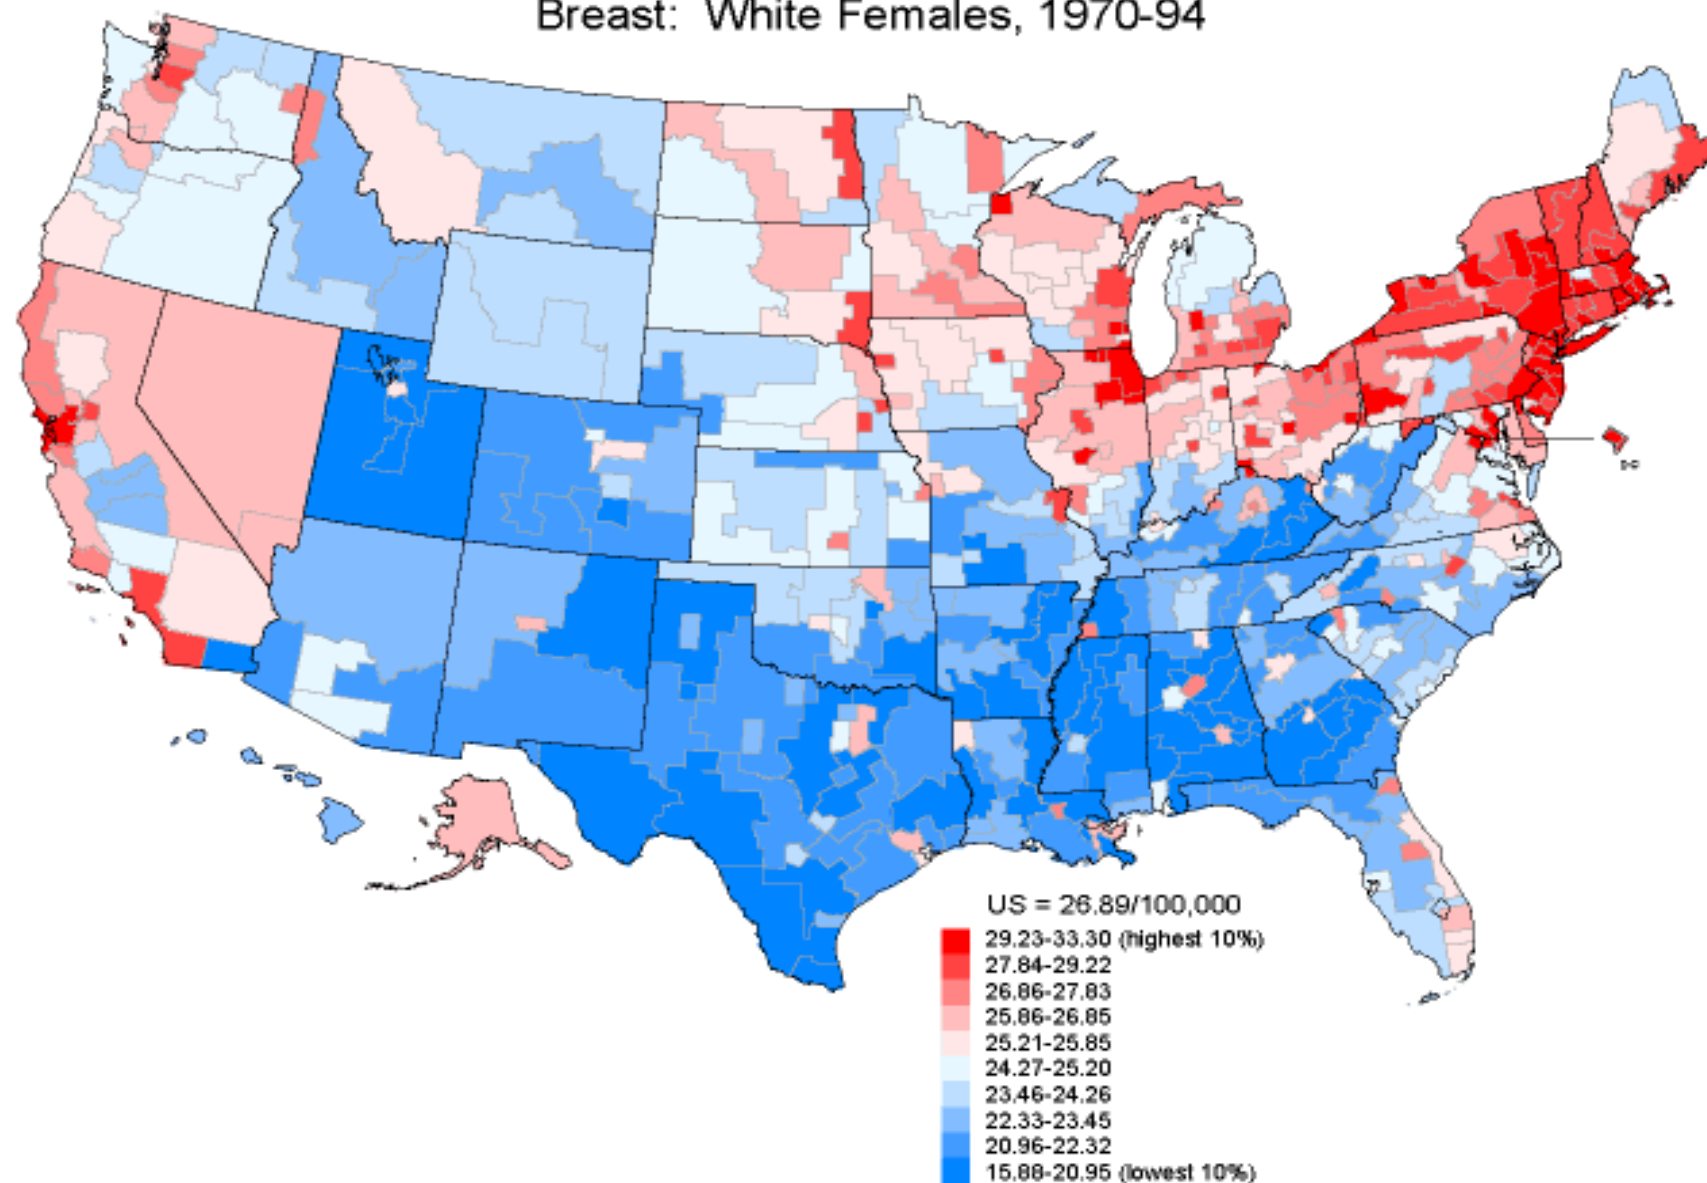 Breast: White Females, 1970-94
US = 26.89/100,000
29.23-33.30 (highest 10%)
27.84-29.22
26.86-27.83
25.86-26.85
25.21-25.85
24.27-25.20
23.46-24.26
22.33-23.45
20.96-22.32
15.88-20.95 (lowest 10%)